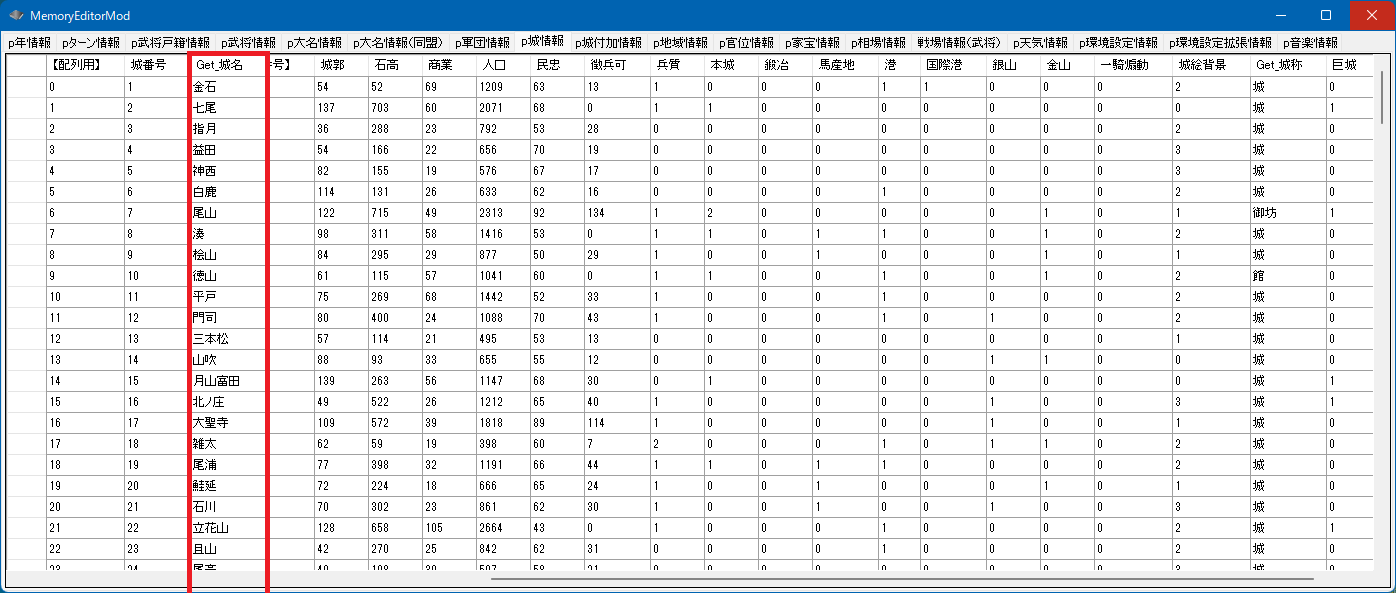 MemoryEditorMod
p年情報 pターン情報 p武将戸籍情報 p武将情報 p大名情報 p大名情報(同盟) p軍団情報 p城情報 p城付加情報 p地域情報 p官位情報 p家宝情報 p相場情報 戦場情報(武将) p天気情報 p環境設定情報 p環境設定拡張情報 p音楽情報
【配列用】 城番号 Get_城名 号】 城郭 石高 商業 人口 民忠 徴兵可 兵質 本城 鍛冶 馬産地 港 国際港 銀山 金山 一騎煽動 城絵背景 Get_城称 巨城
0 1 金石 54 52 69 1209 63 13 1 0 0 0 1 1 0 0 0 2 城 0
1 2 七尾 137 703 60 2071 68 0 1 1 0 0 0 0 0 0 0 0 城 1
2 3 指月 36 288 23 792 53 28 0 0 0 0 0 0 0 0 0 2 城 0
3 4 益田 54 166 22 656 70 19 0 0 0 0 0 0 0 0 0 3 城 0
4 5 神西 82 155 19 576 67 17 0 0 0 0 0 0 0 0 0 3 城 0
5 6 白鹿 114 131 26 633 62 16 0 0 0 0 1 0 0 0 0 2 城 0
6 7 尾山 122 715 49 2313 92 134 1 2 0 0 0 0 0 1 0 1 御坊 1
7 8 湊 98 311 58 1416 53 0 1 1 0 1 1 0 0 1 0 2 城 0
8 9 桧山 84 295 29 877 50 29 1 0 0 1 0 0 0 1 0 1 城 0
9 10 徳山 61 115 57 1041 60 0 1 1 0 0 1 0 0 1 0 2 館 0
10 11 平戸 75 269 68 1442 52 33 1 0 0 0 1 0 0 0 0 2 城 0
11 12 門司 80 400 24 1088 70 43 1 0 0 0 1 0 1 0 0 2 城 0
12 13 三本松 57 114 21 495 53 13 0 0 0 0 0 0 0 0 0 1 城 0
13 14 山吹 88 93 33 655 55 12 0 0 0 0 0 0 1 1 0 0 城 0
14 15 月山富田 139 263 56 1147 68 30 0 1 0 0 0 0 0 0 0 0 城 1
15 16 北ノ庄 49 522 26 1212 65 40 1 0 0 0 0 0 1 0 0 3 城 1
16 17 大聖寺 109 572 39 1818 89 114 1 0 0 0 0 0 1 0 0 1 城 0
17 18 雑太 62 59 19 398 60 7 2 0 0 0 1 0 1 1 0 2 城 0
18 19 尾浦 77 398 32 1191 66 44 1 1 0 1 1 0 0 0 0 2 城 0
19 20 鮭延 72 224 18 666 65 24 1 0 0 1 0 0 0 1 0 1 城 0
20 21 石川 70 302 23 861 62 30 1 0 0 1 0 0 1 0 0 3 城 0
21 22 立花山 128 658 105 2664 43 0 1 0 0 0 1 0 0 0 0 2 城 1
22 23 且山 42 270 25 842 62 31 0 0 0 0 1 0 0 0 0 2 城 0